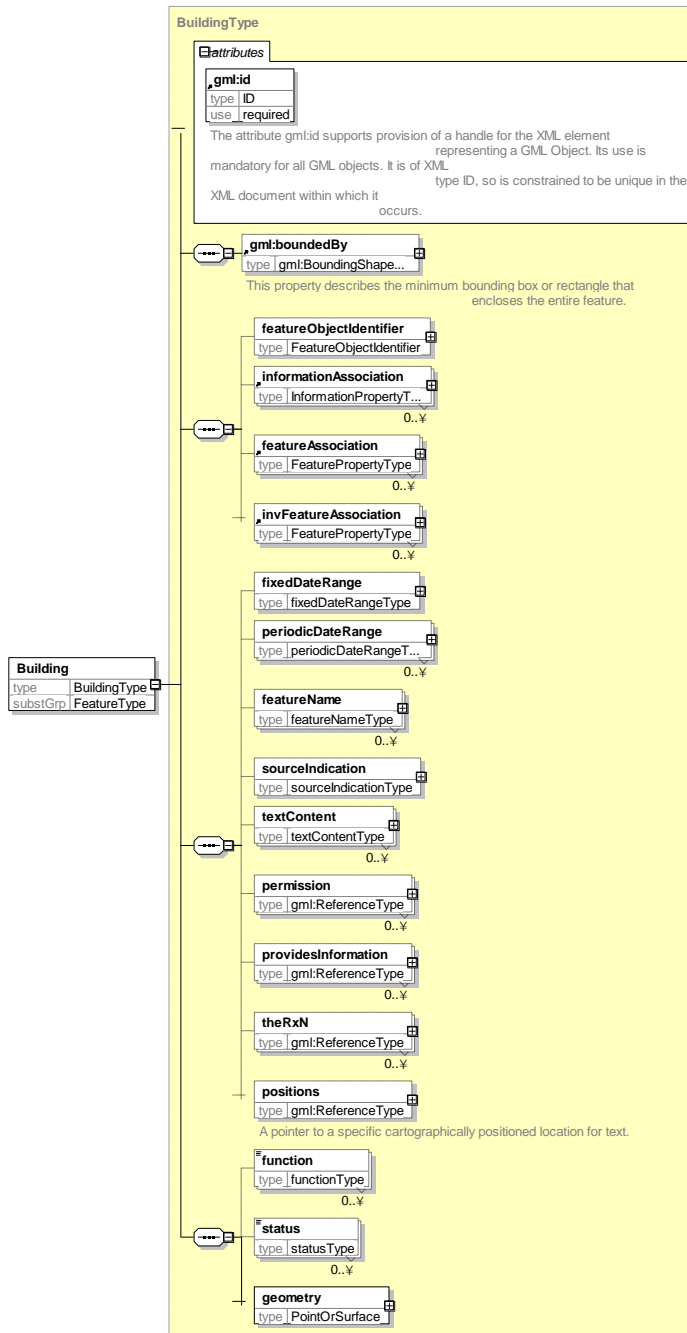 BuildingType
attributes
gml:id
type ID
use required
The attribute gml:id supports provision of a handle for the XML element
representing a GML Object. Its use is
mandatory for all GML objects. It is of XML
type ID, so is constrained to be unique in the
XML document within which it
occurs.
gml:boundedBy
type gml:BoundingShape...
This property describes the minimum bounding box or rectangle that
encloses the entire feature.
featureObjectIdentifier
type FeatureObjectIdentifier
informationAssociation
type InformationPropertyT...
0..¥
featureAssociation
type FeaturePropertyType
0..¥
invFeatureAssociation
type FeaturePropertyType
0..¥
fixedDateRange
type fixedDateRangeType
periodicDateRange
type periodicDateRangeT...
0..¥
Building
type BuildingType
substGrp FeatureType
featureName
type featureNameType
0..¥
sourceIndication
type sourceIndicationType
textContent
type textContentType
0..¥
permission
type gml:ReferenceType
0..¥
providesInformation
type gml:ReferenceType
0..¥
theRxN
type gml:ReferenceType
0..¥
positions
type gml:ReferenceType
A pointer to a specific cartographically positioned location for text.
function
type functionType
0..¥
status
type statusType
0..¥
geometry
type PointOrSurface